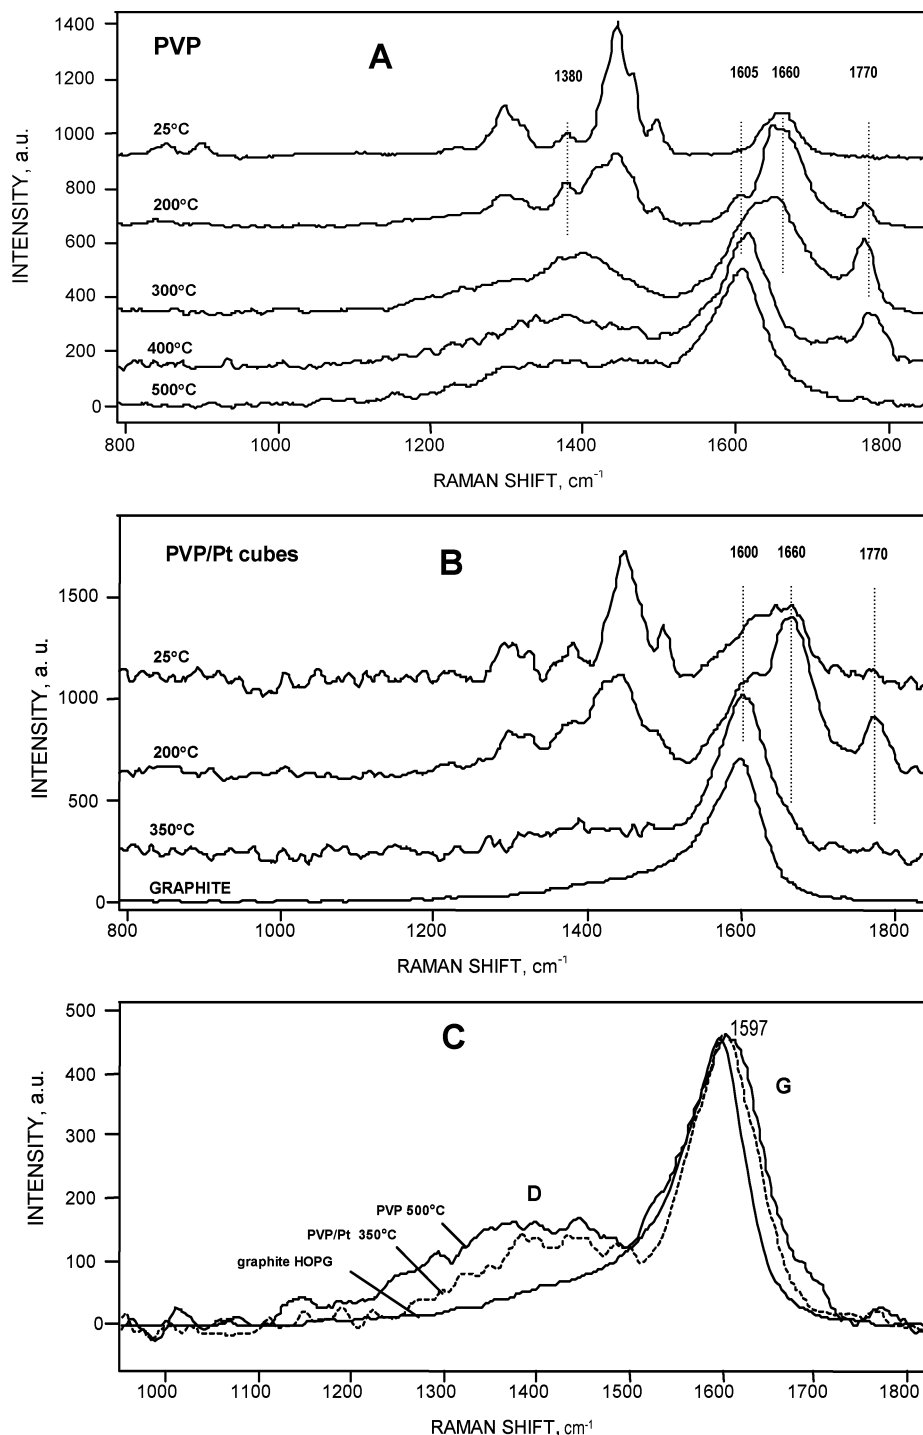 PVP
A
1380
1605
1660
1770
1400
1200
1000
800
600
400
200
0
25°C
200°C
300°C
400°C
500°C
INTENSITY, a.u.
800 1000 1200 1400 1600 1800
RAMAN SHIFT, cm⁻¹
PVP/Pt cubes
B
1600
1660
1770
1500
1000
500
0
25°C
200°C
350°C
GRAPHITE
INTENSITY, a. u.
800 1000 1200 1400 1600 1800
RAMAN SHIFT, cm⁻¹
C
1597
G
D
500
400
300
200
100
0
PVP 500°C
PVP/Pt 350°C
graphite HOPG
INTENSITY, a.u.
1000 1100 1200 1300 1400 1500 1600 1700 1800
RAMAN SHIFT, cm⁻¹